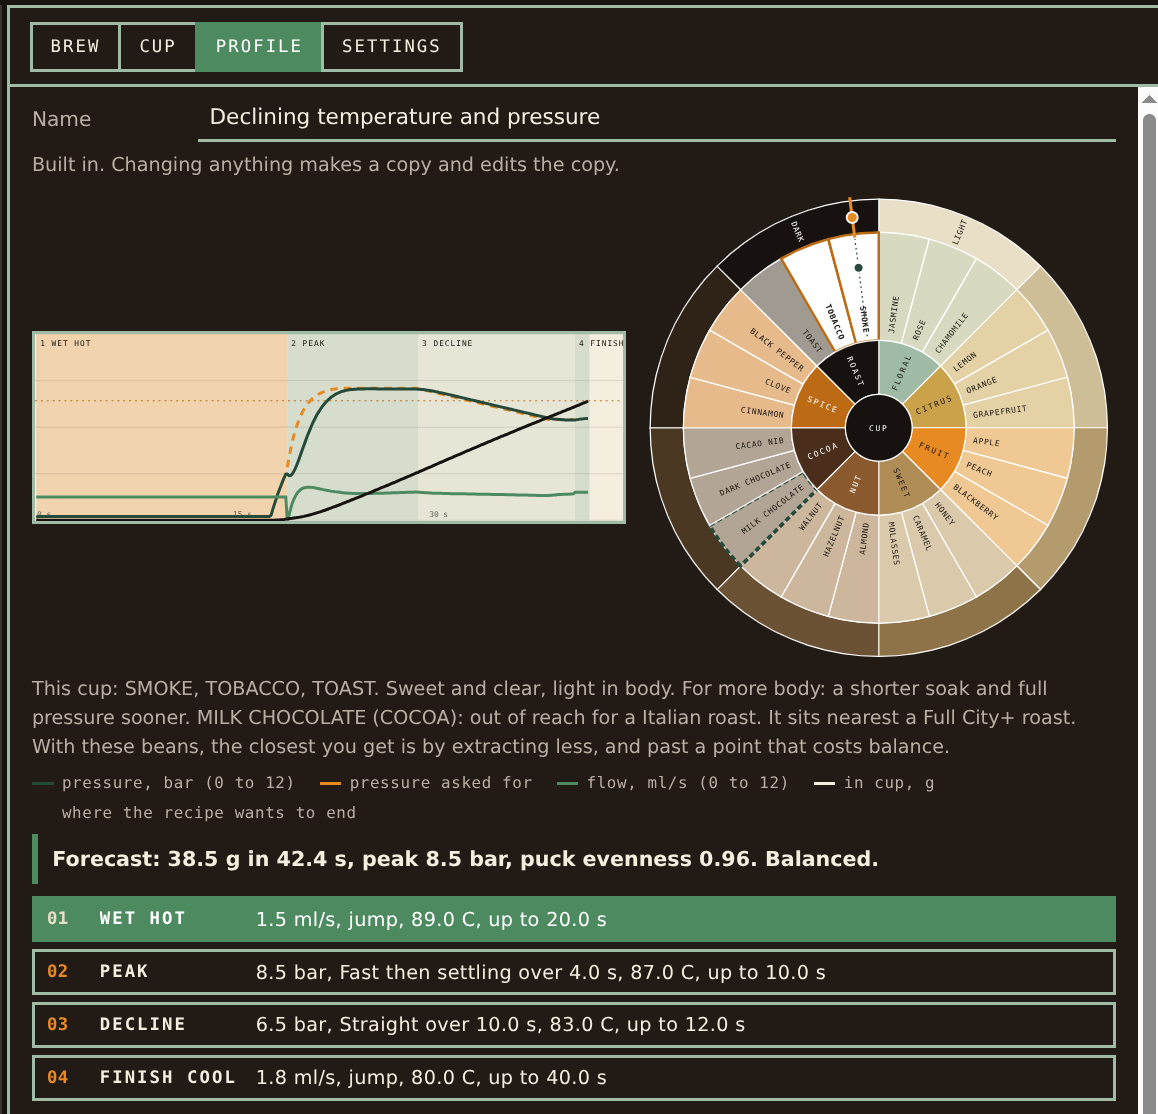 BREW CUP PROFILE SETTINGS
Name Declining temperature and pressure
Built in. Changing anything makes a copy and edits the copy.
1 WET HOT 2 PEAK 3 DECLINE 4 FINISH
0 s 15 s 30 s
DARK
LIGHT
TOBACCO
SMOKE
JASMINE
ROSE
CHAMOMILE
LEMON
ORANGE
GRAPEFRUIT
APPLE
PEACH
BLACKBERRY
HONEY
CARAMEL
MOLASSES
ALMOND
HAZELNUT
WALNUT
MILK CHOCOLATE
DARK CHOCOLATE
CACAO NIB
CINNAMON
CLOVE
BLACK PEPPER
TOAST
ROAST
FLORAL
CITRUS
FRUIT
SWEET
NUT
COCOA
SPICE
CUP
This cup: SMOKE, TOBACCO, TOAST. Sweet and clear, light in body. For more body: a shorter soak and full
pressure sooner. MILK CHOCOLATE (COCOA): out of reach for a Italian roast. It sits nearest a Full City+ roast.
With these beans, the closest you get is by extracting less, and past a point that costs balance.
pressure, bar (0 to 12) pressure asked for flow, ml/s (0 to 12) in cup, g
where the recipe wants to end
Forecast: 38.5 g in 42.4 s, peak 8.5 bar, puck evenness 0.96. Balanced.
01 WET HOT 1.5 ml/s, jump, 89.0 C, up to 20.0 s
02 PEAK 8.5 bar, Fast then settling over 4.0 s, 87.0 C, up to 10.0 s
03 DECLINE 6.5 bar, Straight over 10.0 s, 83.0 C, up to 12.0 s
04 FINISH COOL 1.8 ml/s, jump, 80.0 C, up to 40.0 s